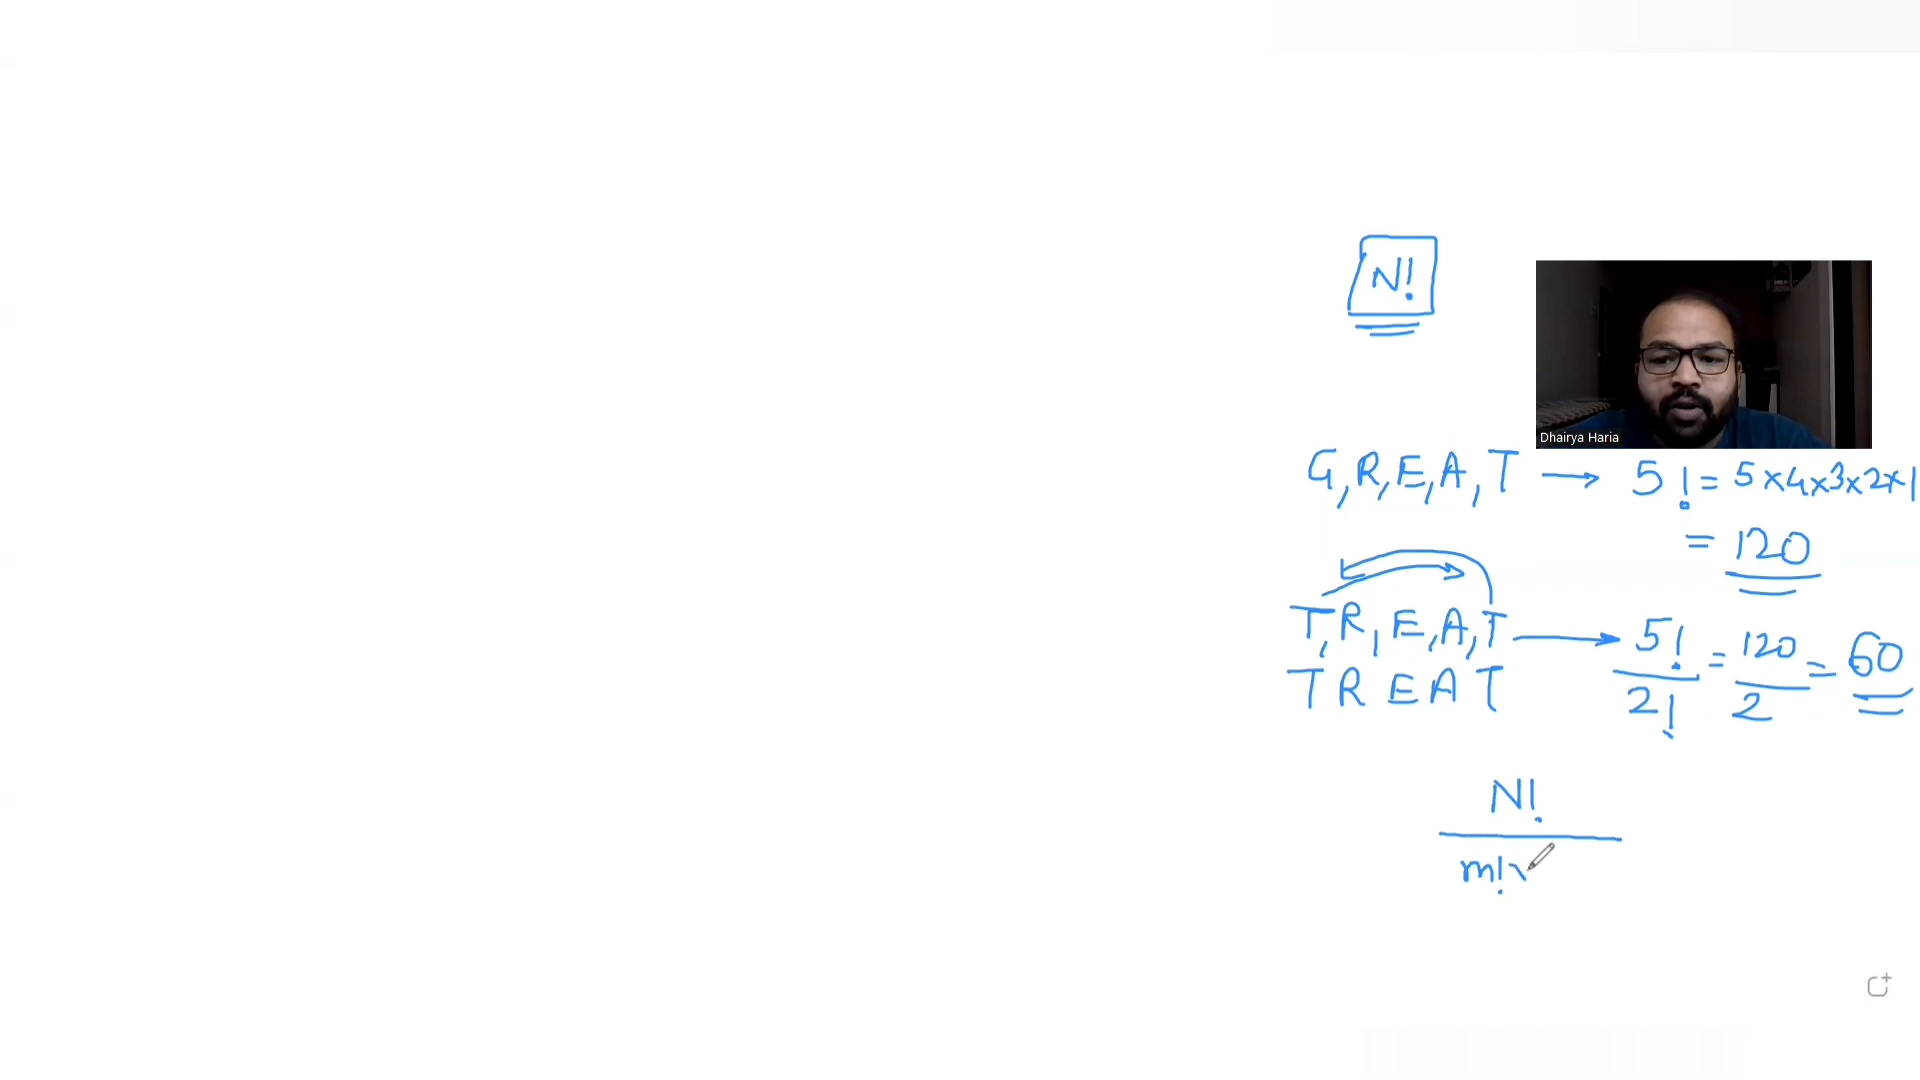 N!
Dhairya Haria
G, R, E, A, T → 5! = 5×4×3×2×1
= 120
T, R, E, A, T → 5!/2! = 120/2 = 60
T R E A T
N!
m!